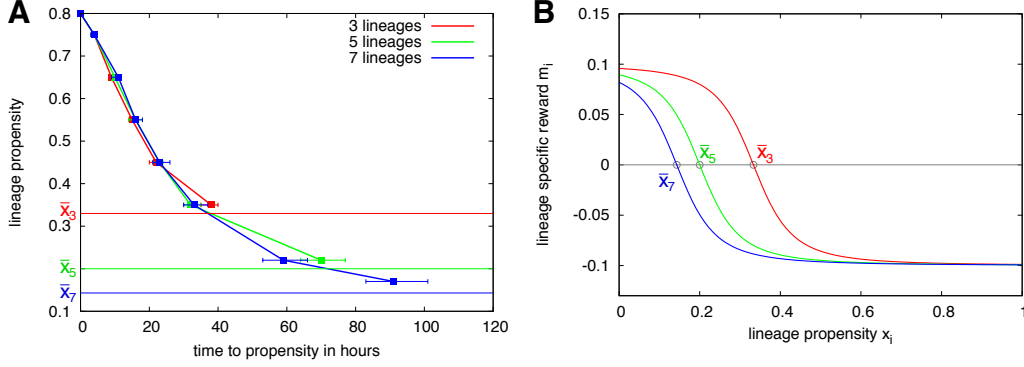 A
lineage propensity
0.8
0.7
0.6
0.5
0.4
0.3
0.2
0.1
3 lineages
5 lineages
7 lineages
x̄3
x̄5
x̄7
0 20 40 60 80 100 120
time to propensity in hours
B
lineage specific reward mi
0.15
0.1
0.05
0
-0.05
-0.1
x̄7
x̄5
x̄3
0 0.2 0.4 0.6 0.8 1
lineage propensity xi